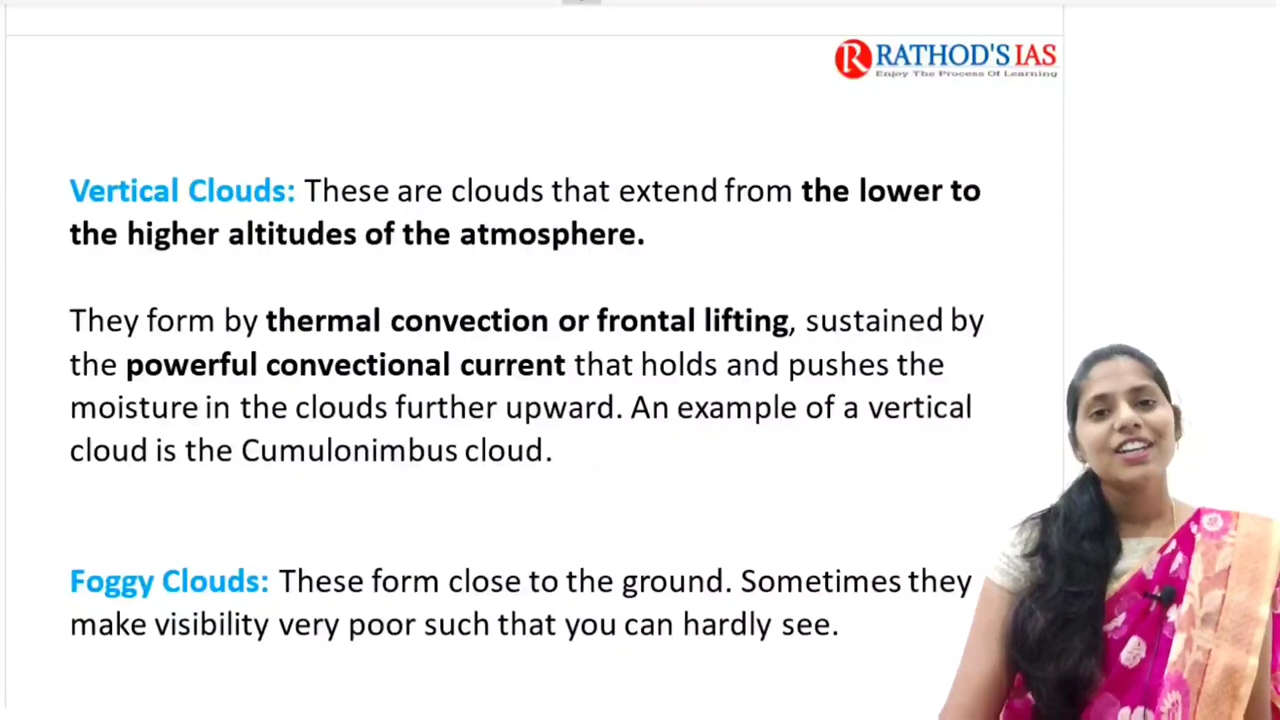 R RATHOD'S IAS
Enjoy The Process Of Learning
Vertical Clouds: These are clouds that extend from the lower to
the higher altitudes of the atmosphere.
They form by thermal convection or frontal lifting, sustained by
the powerful convectional current that holds and pushes the
moisture in the clouds further upward. An example of a vertical
cloud is the Cumulonimbus cloud.
Foggy Clouds: These form close to the ground. Sometimes they
make visibility very poor such that you can hardly see.